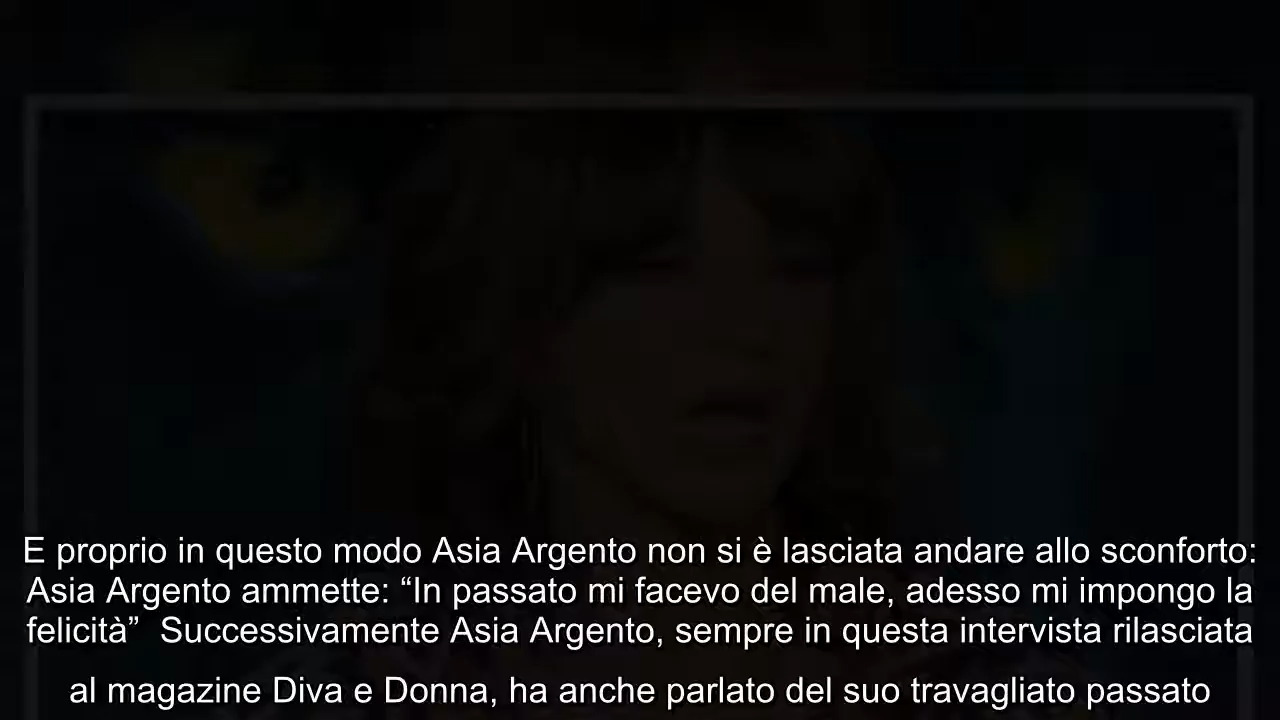 E proprio in questo modo Asia Argento non si è lasciata andare allo sconforto:
Asia Argento ammette: “In passato mi facevo del male, adesso mi impongo la
felicità”  Successivamente Asia Argento, sempre in questa intervista rilasciata
al magazine Diva e Donna, ha anche parlato del suo travagliato passato